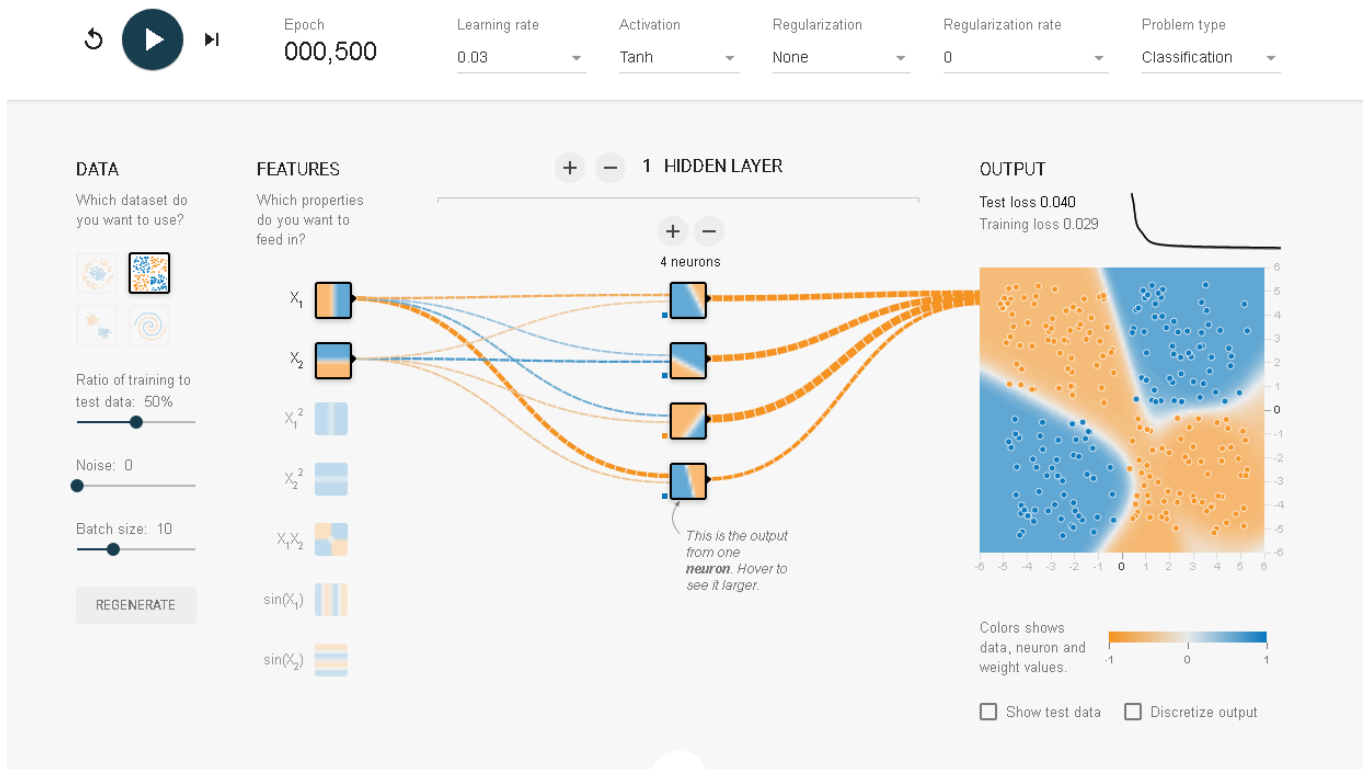 Epoch
000,500
Learning rate
0.03
Activation
Tanh
Regularization
None
Regularization rate
0
Problem type
Classification
DATA
Which dataset do
you want to use?
Ratio of training to
test data: 50%
Noise: 0
Batch size: 10
REGENERATE
FEATURES
Which properties
do you want to
feed in?
X1
X2
X1²
X2²
X1X2
sin(X1)
sin(X2)
+ − 1 HIDDEN LAYER
+ −
4 neurons
This is the output
from one
neuron. Hover to
see it larger.
OUTPUT
Test loss 0.040
Training loss 0.029
6
5
4
3
2
1
0
-1
-2
-3
-4
-5
-6
-6 -5 -4 -3 -2 -1 0 1 2 3 4 5 6
Colors shows
data, neuron and
weight values.
-1 0 1
Show test data
Discretize output